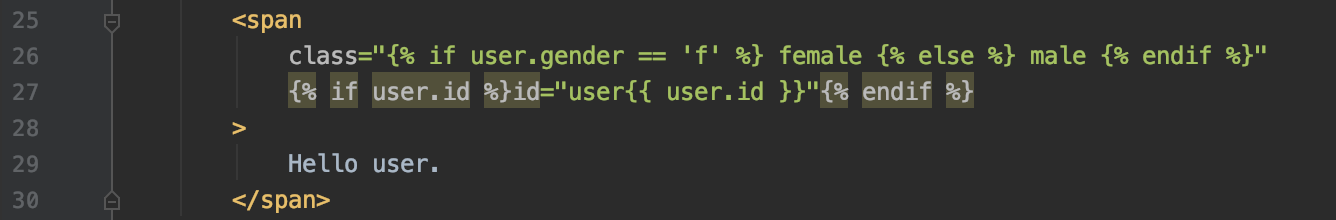 25 <span
26 class="{% if user.gender == 'f' %} female {% else %} male {% endif %}"
27 {% if user.id %}id="user{{ user.id }}"{% endif %}
28 >
29 Hello user.
30 </span>